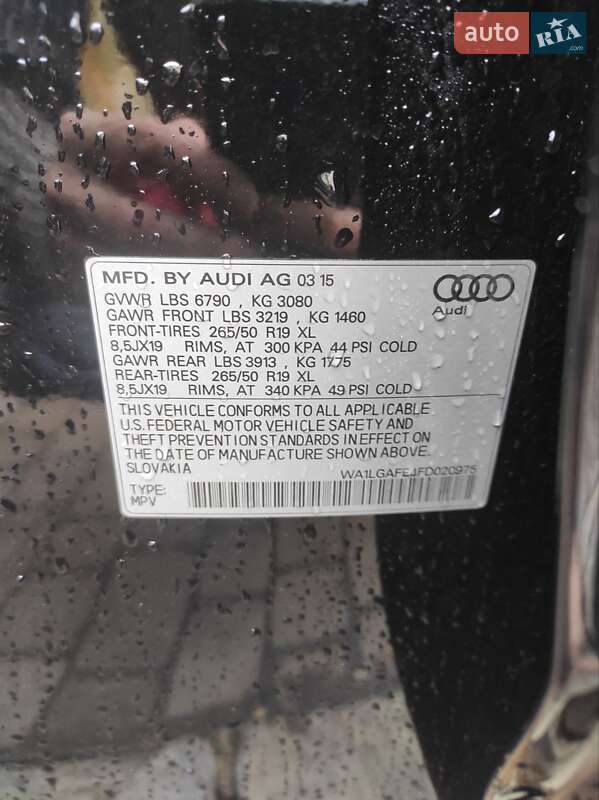 auto RIA.com
MFD. BY AUDI AG 03 15
GVWR LBS 6790 , KG 3080
GAWR FRONT LBS 3219 , KG 1460
FRONT-TIRES 265/50 R19 XL
8,5JX19 RIMS, AT 300 KPA 44 PSI COLD
GAWR REAR LBS 3913 , KG 1775
REAR-TIRES 265/50 R19 XL
8,5JX19 RIMS, AT 340 KPA 49 PSI COLD
Audi
THIS VEHICLE CONFORMS TO ALL APPLICABLE
U.S. FEDERAL MOTOR VEHICLE SAFETY AND
THEFT PREVENTION STANDARDS IN EFFECT ON
THE DATE OF MANUFACTURE SHOWN ABOVE.
SLOVAKIA
WA1LGAFE4FD020975
TYPE:
MPV